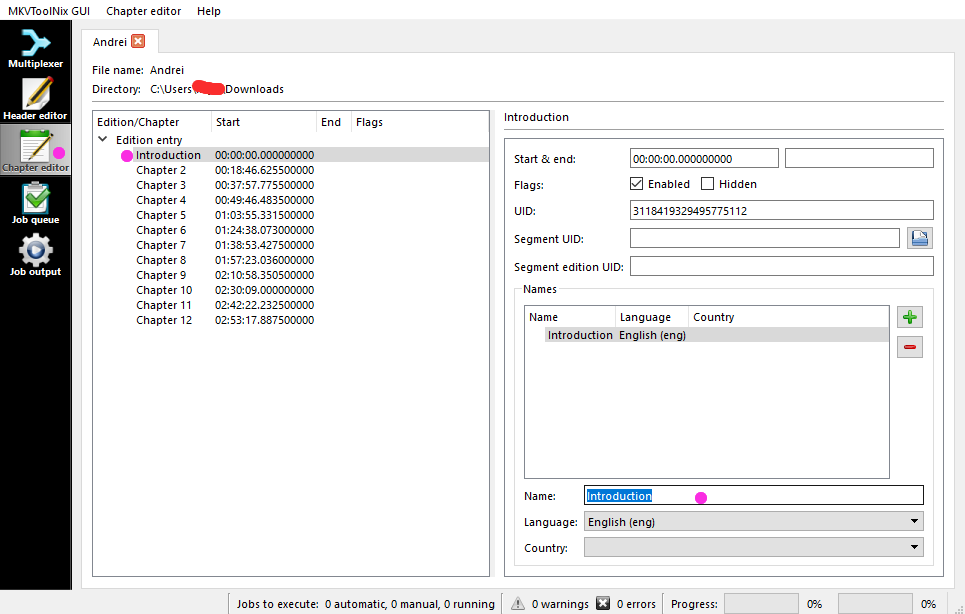 MKVToolNix GUI Chapter editor Help
Multiplexer
Header editor
Chapter editor
Job queue
Job output
Andrei
File name: Andrei
Directory: C:\Users\ Downloads
Edition/Chapter Start End Flags
Edition entry
Introduction 00:00:00.000000000
Chapter 2 00:18:46.625500000
Chapter 3 00:37:57.775500000
Chapter 4 00:49:46.483500000
Chapter 5 01:03:55.331500000
Chapter 6 01:24:38.073000000
Chapter 7 01:38:53.427500000
Chapter 8 01:57:23.036000000
Chapter 9 02:10:58.350500000
Chapter 10 02:30:09.000000000
Chapter 11 02:42:22.232500000
Chapter 12 02:53:17.887500000
Introduction
Start & end: 00:00:00.000000000
Flags: Enabled Hidden
UID: 3118419329495775112
Segment UID:
Segment edition UID:
Names
Name Language Country
Introduction English (eng)
Name: Introduction
Language: English (eng)
Country:
Jobs to execute: 0 automatic, 0 manual, 0 running 0 warnings 0 errors Progress: 0% 0%